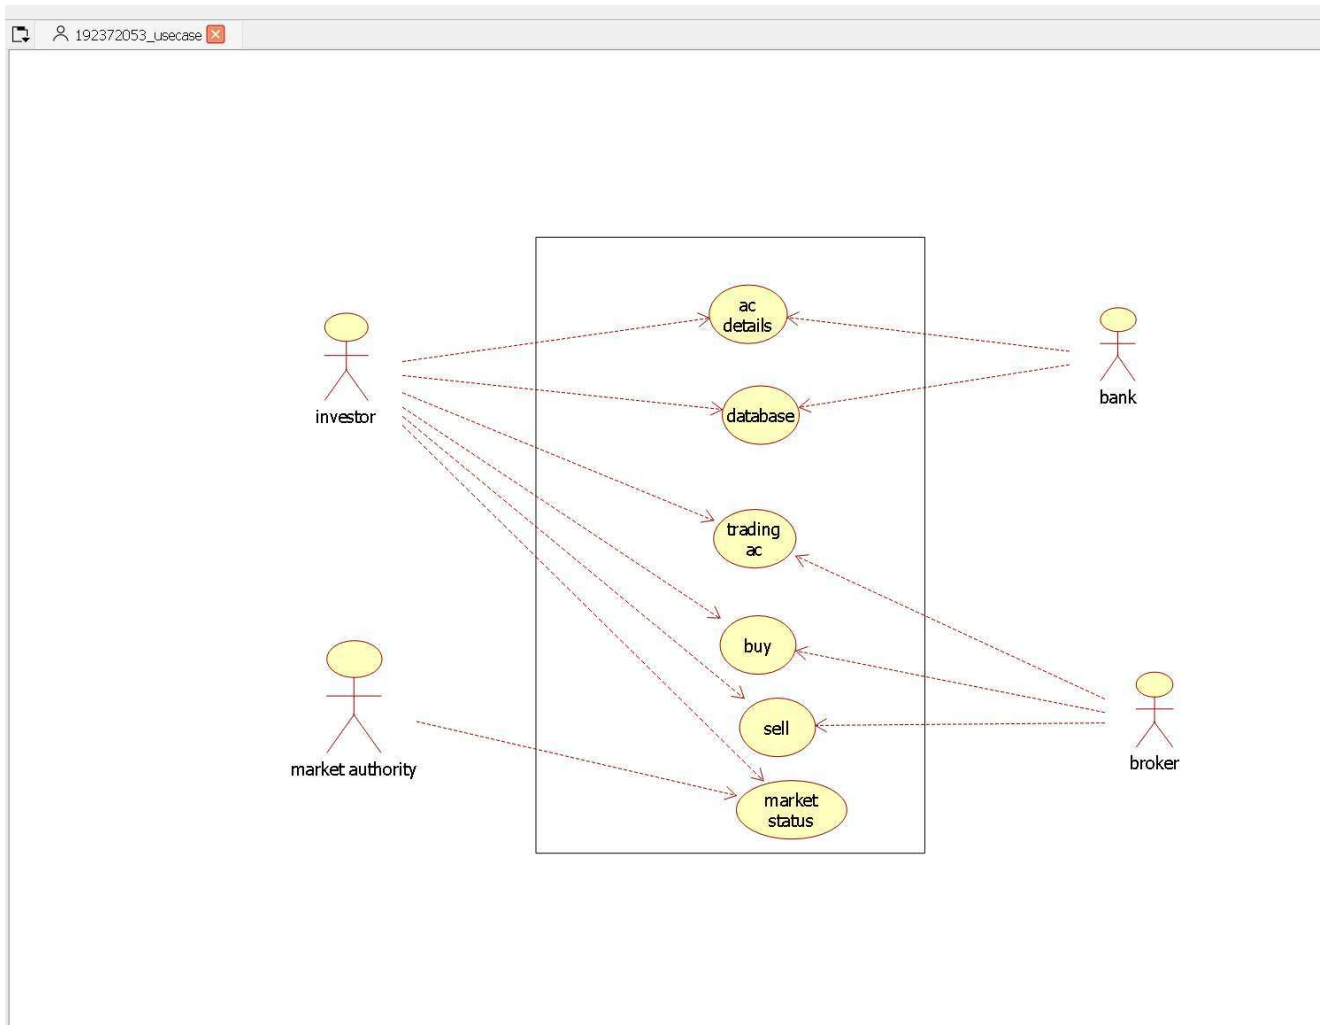 192372053_usecase
ac
details
investor
bank
database
trading
ac
buy
sell
market authority
broker
market
status